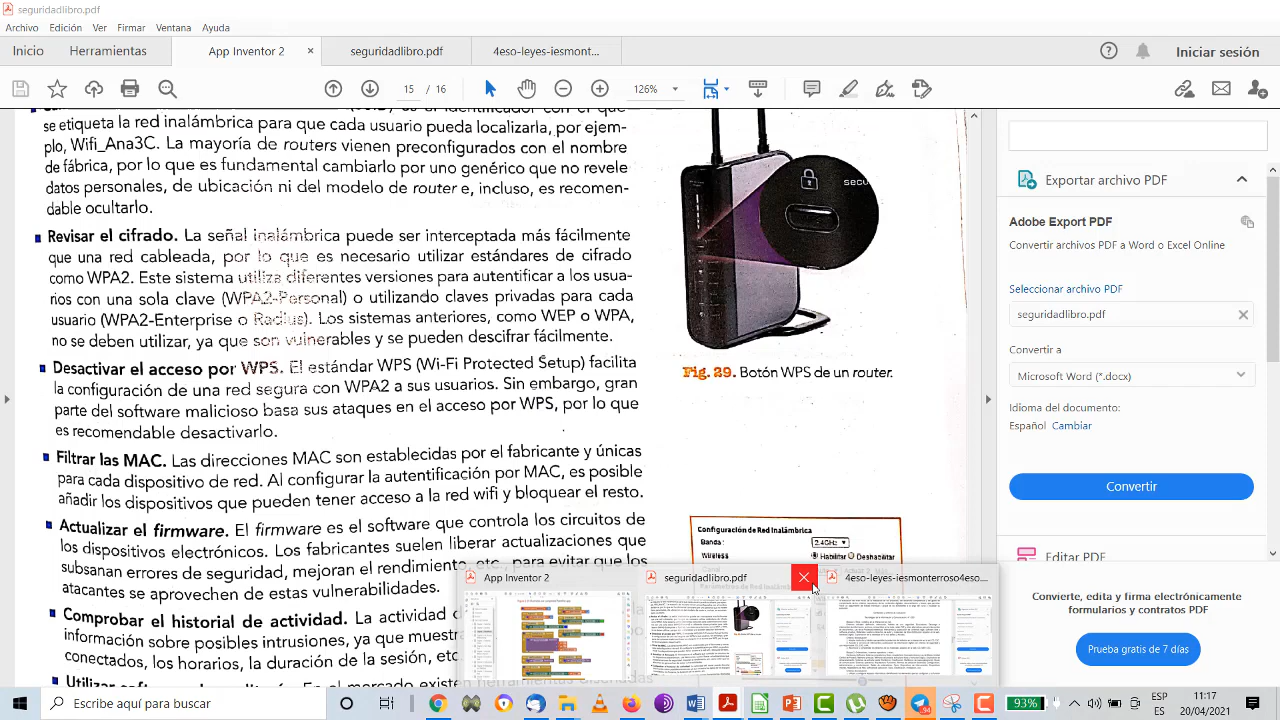 seguridadlibro.pdf
Archivo Edición Ver Firmar Ventana Ayuda
Inicio Herramientas App Inventor 2 × seguridadlibro.pdf 4eso-leyes-iesmont...
Iniciar sesión
15 / 16 126%
se etiqueta la red inalámbrica para que cada usuario pueda localizarla, por ejem-
plo, Wifi_Ana3C. La mayoría de routers vienen preconfigurados con el nombre
de fábrica, por lo que es fundamental cambiarlo por uno genérico que no revele
datos personales, de ubicación ni del modelo de router e, incluso, es recomen-
dable ocultarlo.
Revisar el cifrado. La señal inalámbrica puede ser interceptada más fácilmente
que una red cableada, por lo que es necesario utilizar estándares de cifrado
como WPA2. Este sistema utiliza diferentes versiones para autentificar a los usua-
rios con una sola clave (WPA2-Personal) o utilizando claves privadas para cada
usuario (WPA2-Enterprise o Radius). Los sistemas anteriores, como WEP o WPA,
no se deben utilizar, ya que son vulnerables y se pueden descifrar fácilmente.
Desactivar el acceso por WPS. El estándar WPS (Wi-Fi Protected Setup) facilita
la configuración de una red segura con WPA2 a sus usuarios. Sin embargo, gran
parte del software malicioso basa sus ataques en el acceso por WPS, por lo que
es recomendable desactivarlo.
Filtrar las MAC. Las direcciones MAC son establecidas por el fabricante y únicas
para cada dispositivo de red. Al configurar la autentificación por MAC, es posible
añadir los dispositivos que pueden tener acceso a la red wifi y bloquear el resto.
Actualizar el firmware. El firmware es el software que controla los circuitos de
los dispositivos electrónicos. Los fabricantes suelen liberar actualizaciones que
subsanan errores de seguridad, mejoran el rendimiento etc., para evitar que los
atacantes se aprovechen de estas vulnerabilidades.
Comprobar el historial de actividad. La actividad
información sobre posibles intrusiones, ya que muest
conectados, los horarios, la duración de la sesión, etc.
secu
Fig. 29. Botón WPS de un router.
Configuración de Red Inalámbrica
Banda: 2.4GHz
Wireless Habilitar Deshabilitar
Exportar archivo PDF
Adobe Export PDF
Convertir archivos PDF a Word o Excel Online
Seleccionar archivo PDF
seguridadlibro.pdf
Convertir a
Microsoft Word (*.docx)
Idioma del documento:
Español Cambiar
Convertir
Editar PDF
Convierte, edita y firma electrónicamente
formularios y contratos PDF
7 días
App Inventor 2
seguridadlibro.pdf
4eso-leyes-iesmonterroso4eso...
Escribe aquí para buscar
94
93%
ESP
ES
11:17
20/04/2021